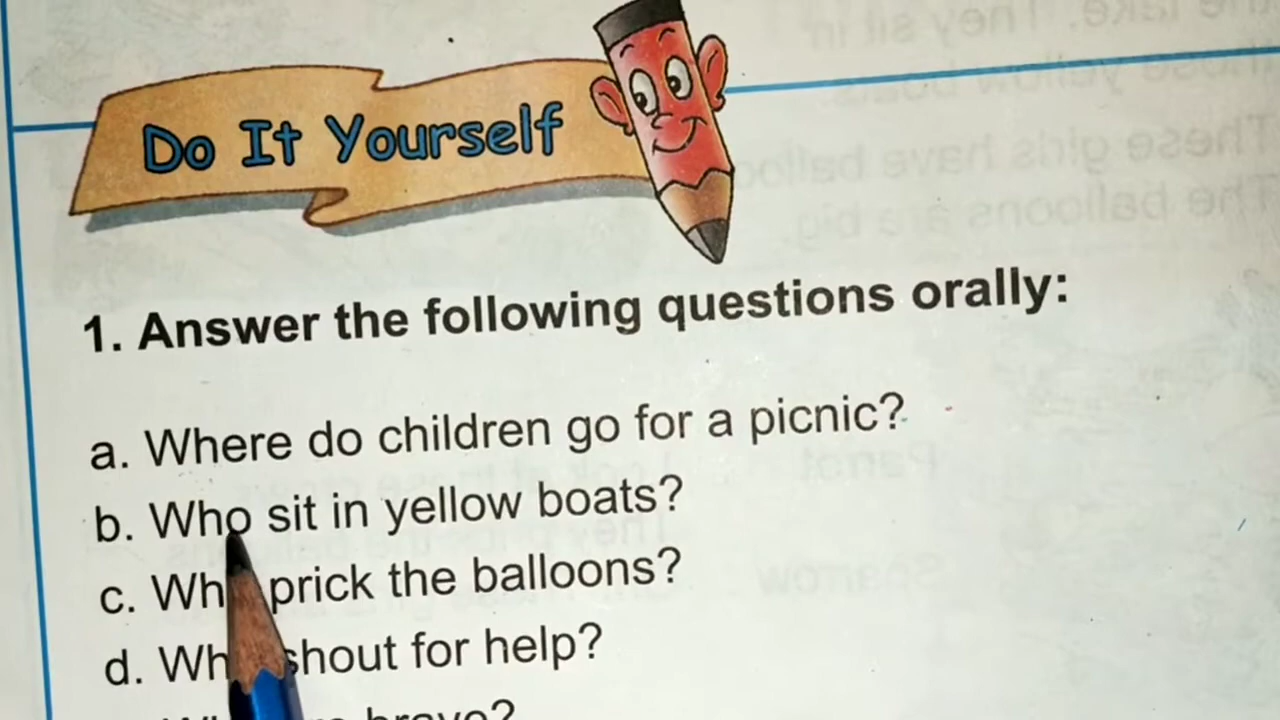 Do It Yourself
1. Answer the following questions orally:
a. Where do children go for a picnic?
b. Who sit in yellow boats?
c. Wh prick the balloons?
d. Wh shout for help?
brave?